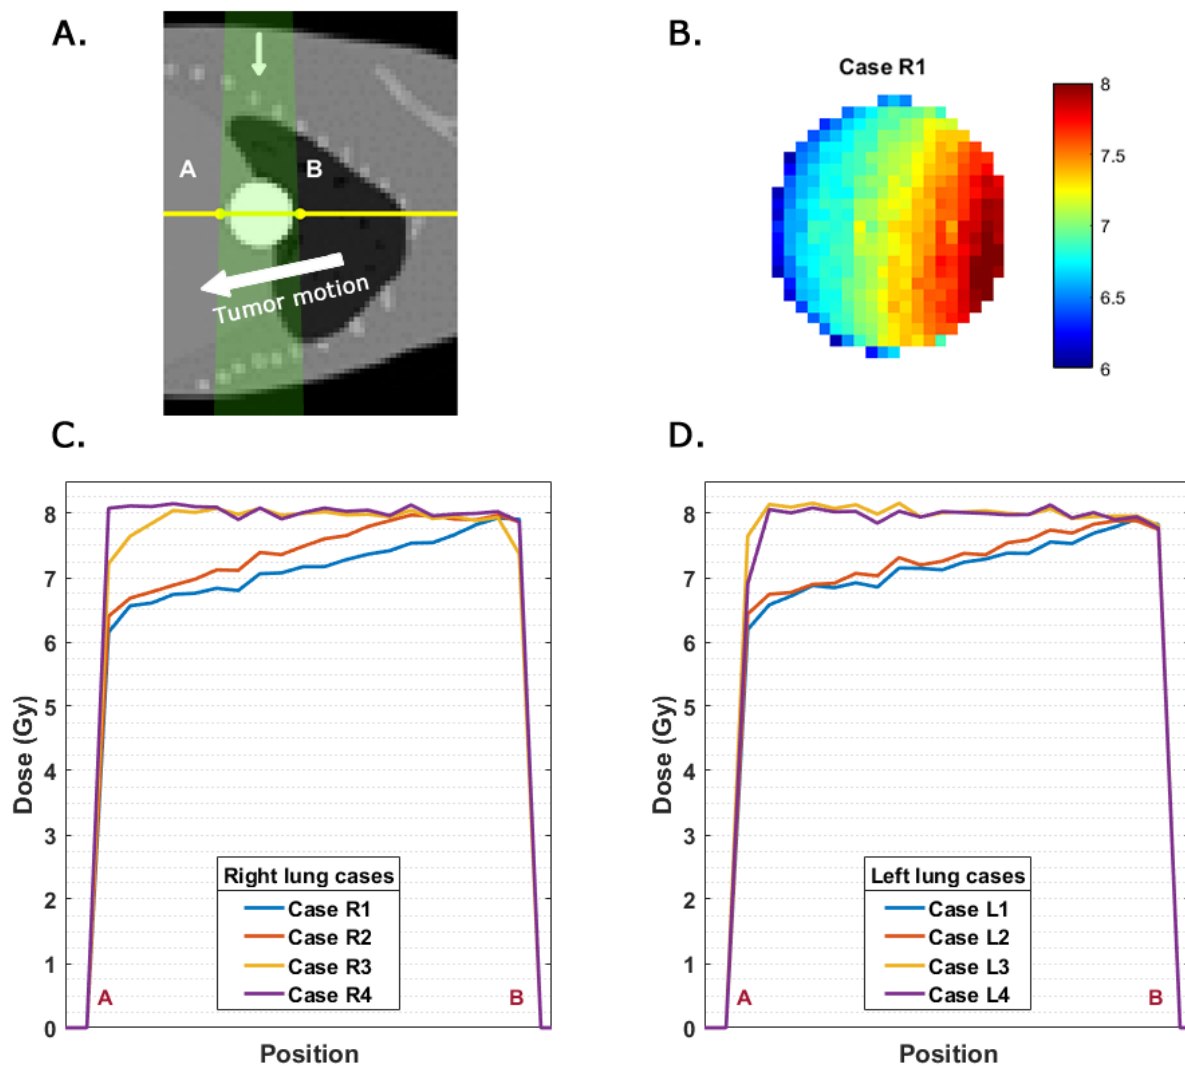 A.
A
B
Tumor motion
B.
Case R1
8
7.5
7
6.5
6
C.
Dose (Gy)
8
7
6
5
4
3
2
1
0
Right lung cases
Case R1
Case R2
Case R3
Case R4
A
B
Position
D.
Dose (Gy)
8
7
6
5
4
3
2
1
0
Left lung cases
Case L1
Case L2
Case L3
Case L4
A
B
Position